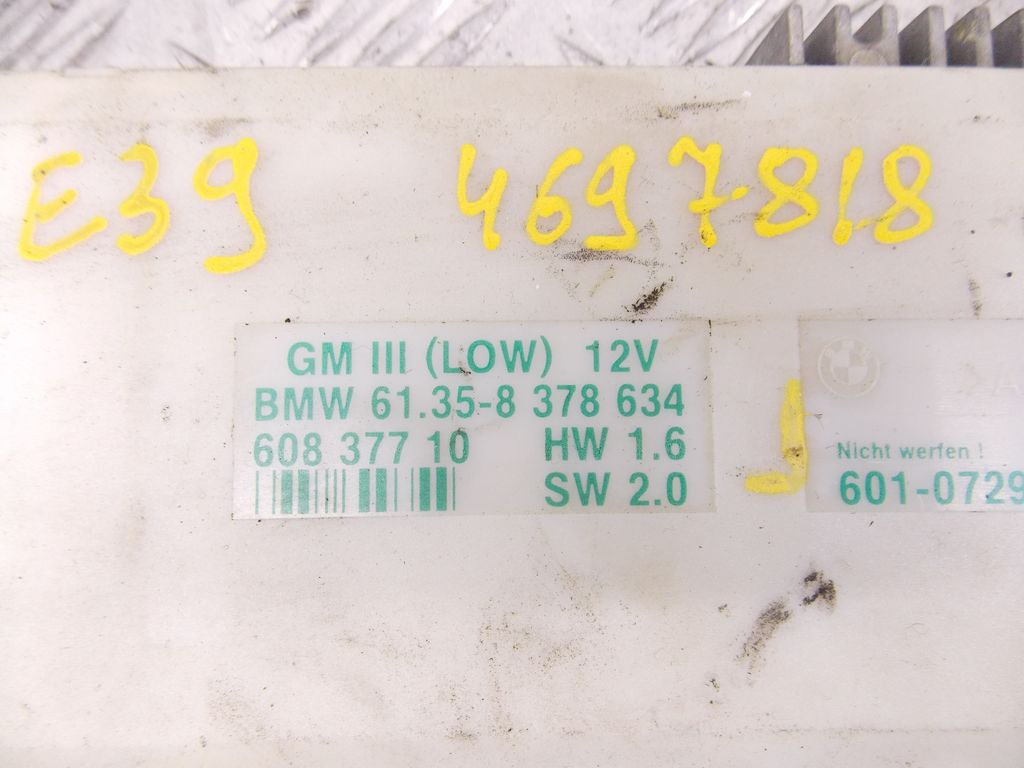 E39 4697818
GM III (LOW) 12V
BMW 61.35-8 378 634
608 377 10 HW 1.6
SW 2.0
Nicht werfen !
601-0729